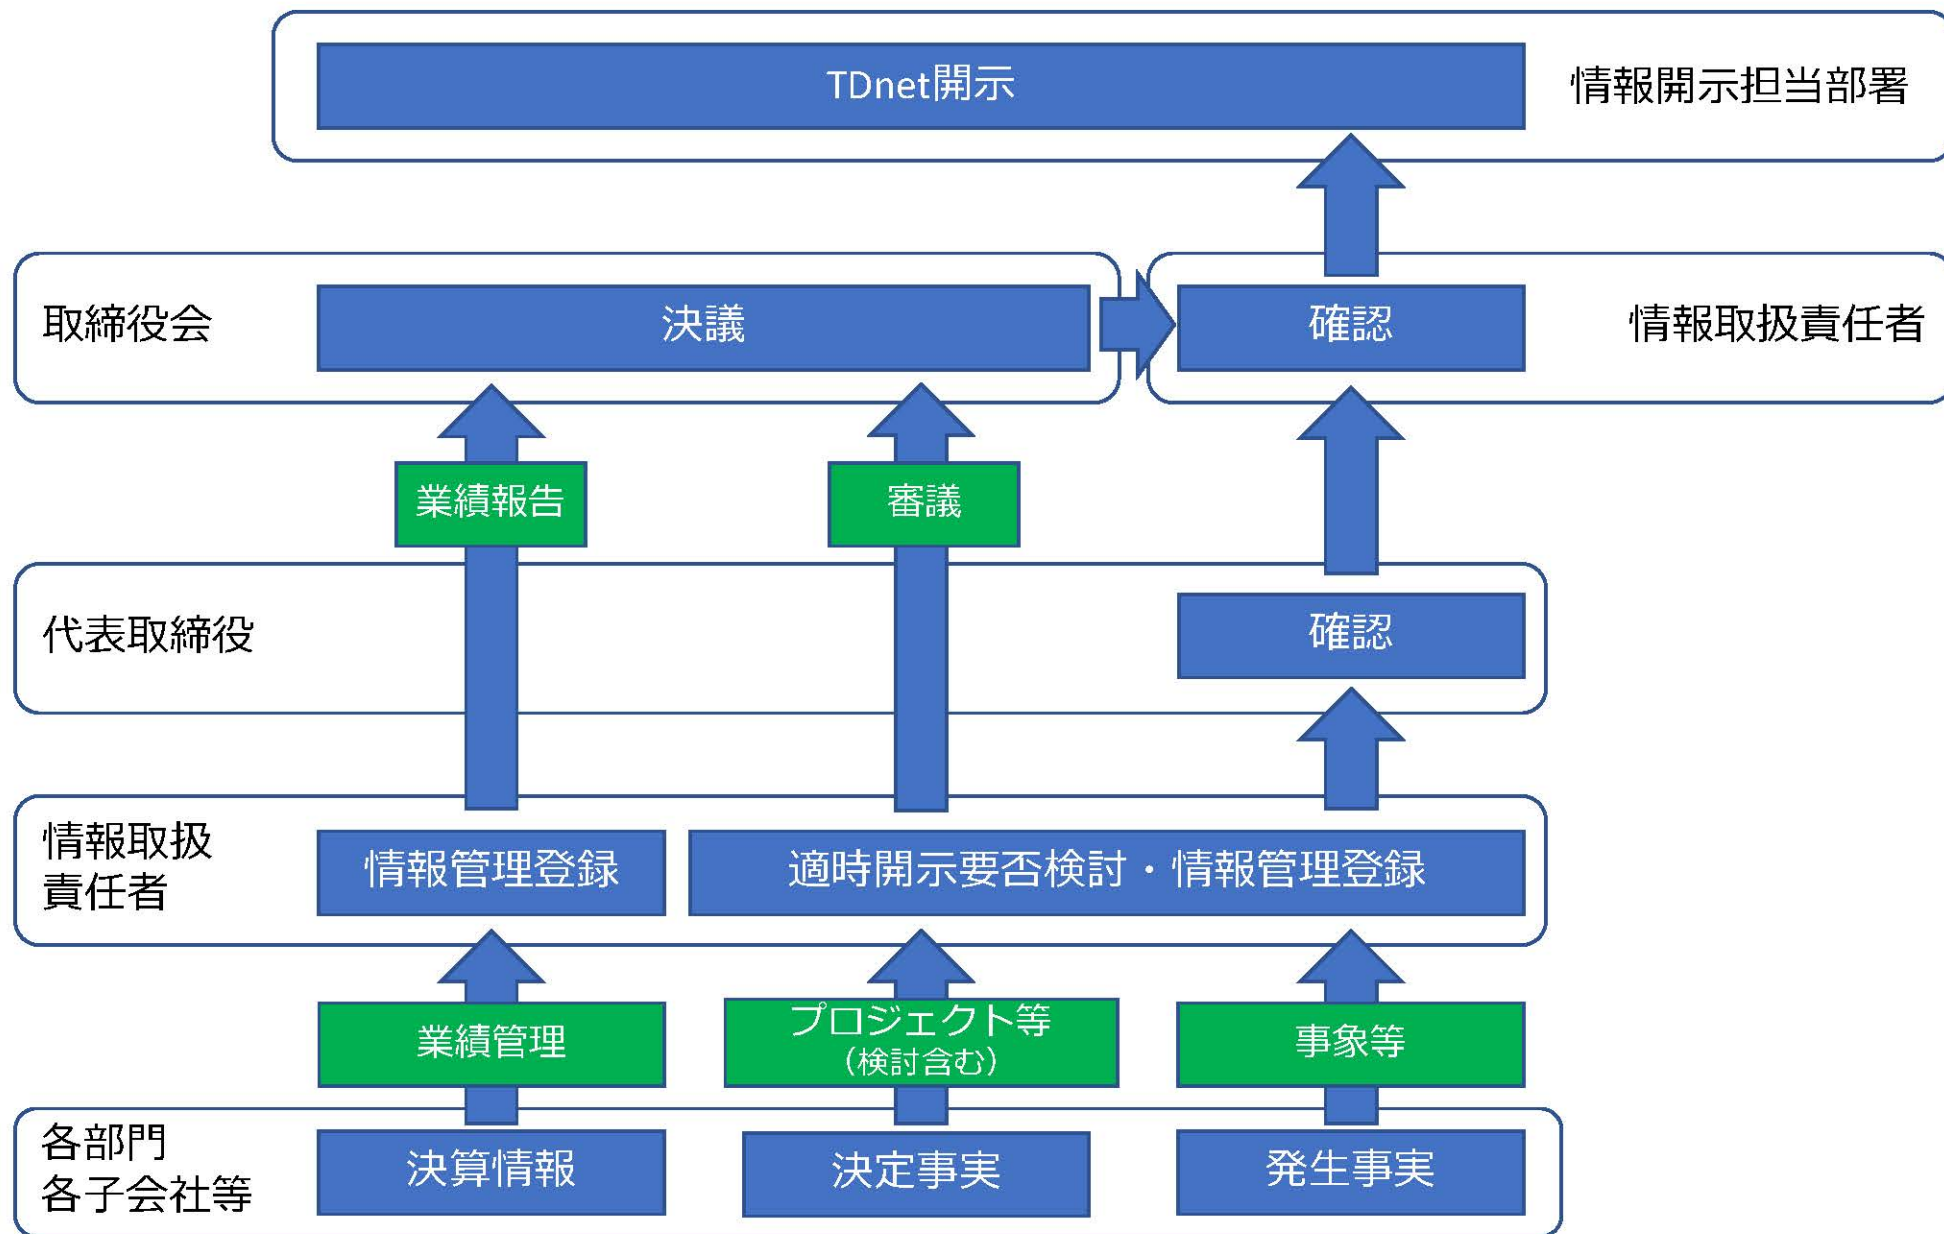 TDnet開示
情報開示担当部署
取締役会
決議
確認
情報取扱責任者
業績報告
審議
代表取締役
確認
情報取扱
責任者
情報管理登録
適時開示要否検討・情報管理登録
業績管理
プロジェクト等
（検討含む）
事象等
各部門
各子会社等
決算情報
決定事実
発生事実